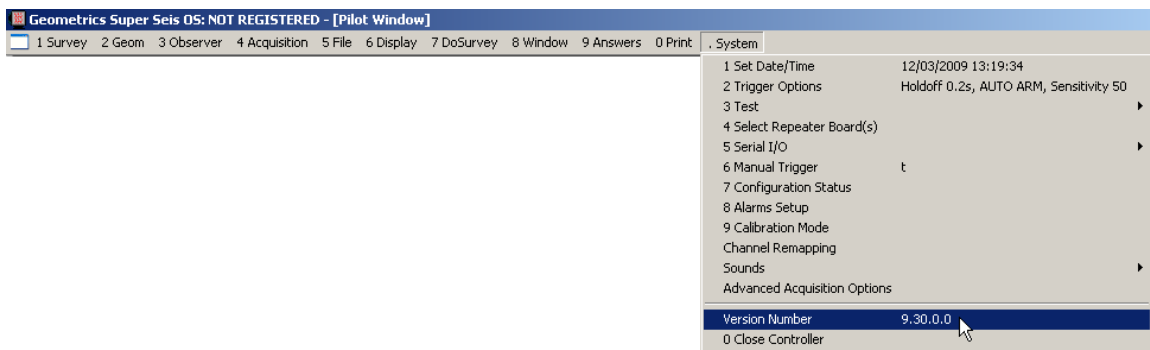 Geometrics Super Seis OS: NOT REGISTERED - [Pilot Window]
1 Survey 2 Geom 3 Observer 4 Acquisition 5 File 6 Display 7 DoSurvey 8 Window 9 Answers 0 Print . System
1 Set Date/Time 12/03/2009 13:19:34
2 Trigger Options Holdoff 0.2s, AUTO ARM, Sensitivity 50
3 Test
4 Select Repeater Board(s)
5 Serial I/O
6 Manual Trigger t
7 Configuration Status
8 Alarms Setup
9 Calibration Mode
Channel Remapping
Sounds
Advanced Acquisition Options
Version Number 9.30.0.0
0 Close Controller